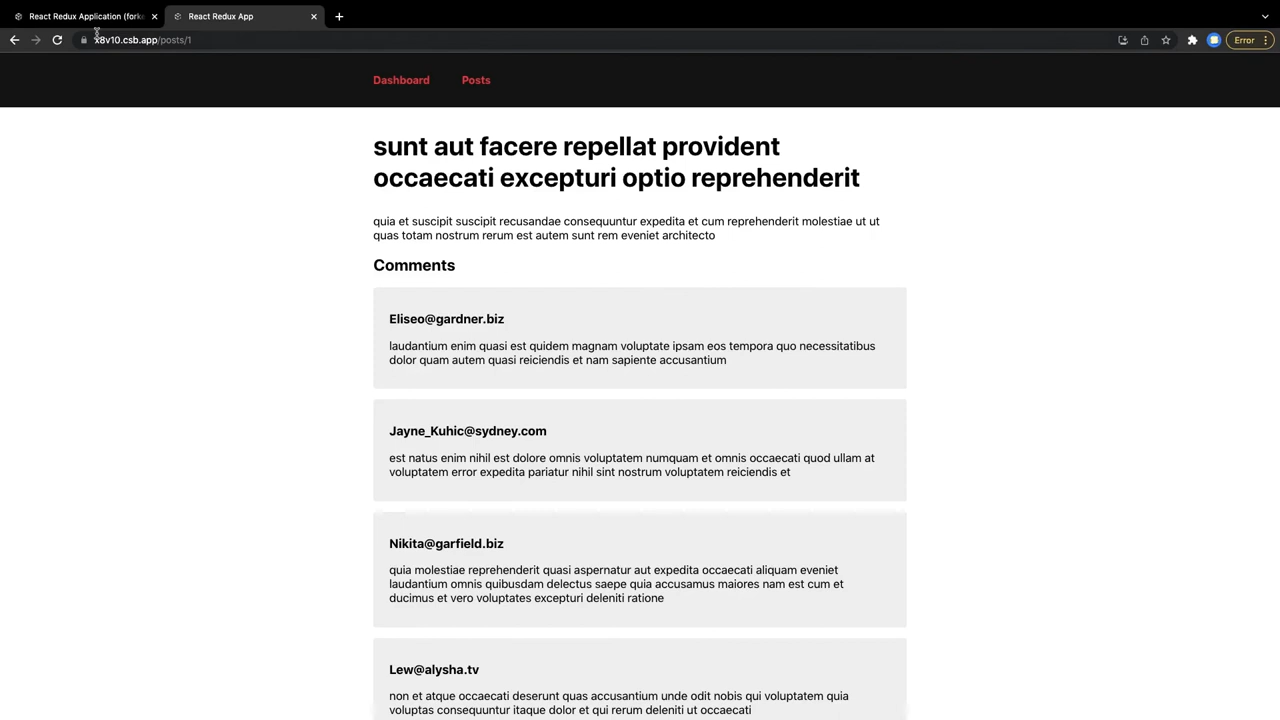 React Redux Application (forke
React Redux App
x8v10.csb.app/posts/1
Error
Dashboard
Posts
sunt aut facere repellat provident
occaecati excepturi optio reprehenderit
quia et suscipit suscipit recusandae consequuntur expedita et cum reprehenderit molestiae ut ut
quas totam nostrum rerum est autem sunt rem eveniet architecto
Comments
Eliseo@gardner.biz
laudantium enim quasi est quidem magnam voluptate ipsam eos tempora quo necessitatibus
dolor quam autem quasi reiciendis et nam sapiente accusantium
Jayne_Kuhic@sydney.com
est natus enim nihil est dolore omnis voluptatem numquam et omnis occaecati quod ullam at
voluptatem error expedita pariatur nihil sint nostrum voluptatem reiciendis et
Nikita@garfield.biz
quia molestiae reprehenderit quasi aspernatur aut expedita occaecati aliquam eveniet
laudantium omnis quibusdam delectus saepe quia accusamus maiores nam est cum et
ducimus et vero voluptates excepturi deleniti ratione
Lew@alysha.tv
non et atque occaecati deserunt quas accusantium unde odit nobis qui voluptatem quia
voluptas consequuntur itaque dolor et qui rerum deleniti ut occaecati